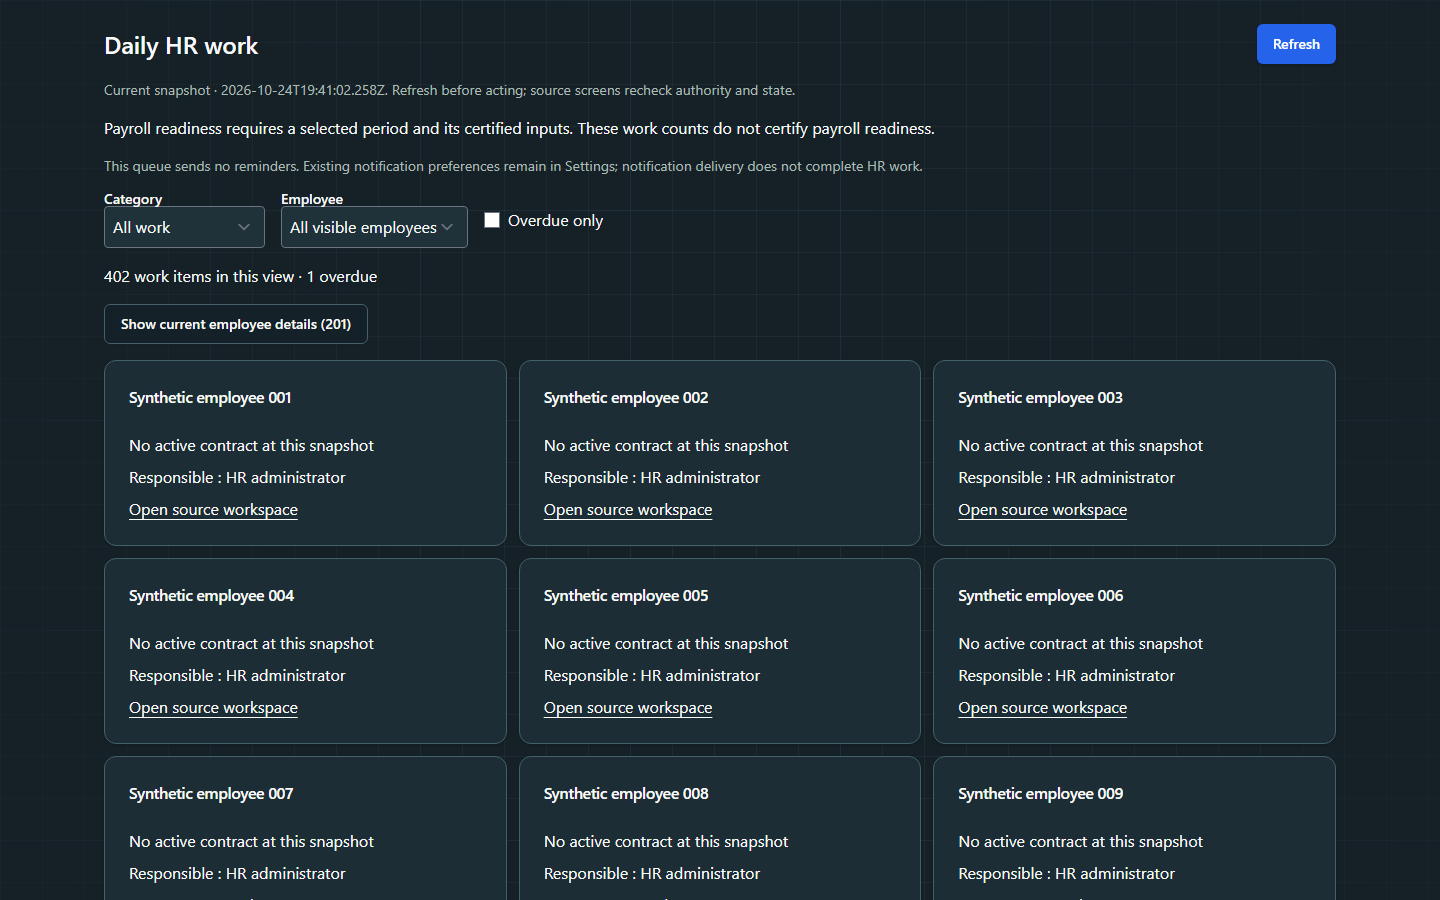 Daily HR work
Refresh
Current snapshot · 2026-10-24T19:41:02.258Z. Refresh before acting; source screens recheck authority and state.
Payroll readiness requires a selected period and its certified inputs. These work counts do not certify payroll readiness.
This queue sends no reminders. Existing notification preferences remain in Settings; notification delivery does not complete HR work.
Category
Employee
All work
All visible employees
Overdue only
402 work items in this view · 1 overdue
Show current employee details (201)
Synthetic employee 001
No active contract at this snapshot
Responsible : HR administrator
Open source workspace
Synthetic employee 002
No active contract at this snapshot
Responsible : HR administrator
Open source workspace
Synthetic employee 003
No active contract at this snapshot
Responsible : HR administrator
Open source workspace
Synthetic employee 004
No active contract at this snapshot
Responsible : HR administrator
Open source workspace
Synthetic employee 005
No active contract at this snapshot
Responsible : HR administrator
Open source workspace
Synthetic employee 006
No active contract at this snapshot
Responsible : HR administrator
Open source workspace
Synthetic employee 007
No active contract at this snapshot
Responsible : HR administrator
Synthetic employee 008
No active contract at this snapshot
Responsible : HR administrator
Synthetic employee 009
No active contract at this snapshot
Responsible : HR administrator